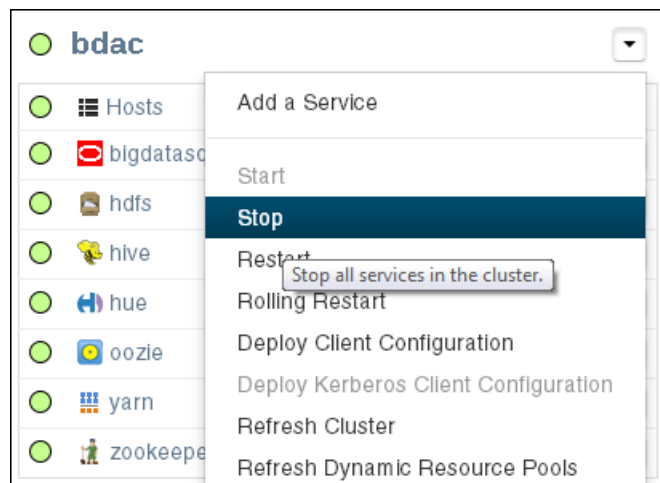 bdac
Hosts
Add a Service
bigdatasq
Start
hdfs
Stop
hive
Restart
Stop all services in the cluster.
hue
Rolling Restart
Deploy Client Configuration
oozie
Deploy Kerberos Client Configuration
yarn
Refresh Cluster
zookeepe
Refresh Dynamic Resource Pools